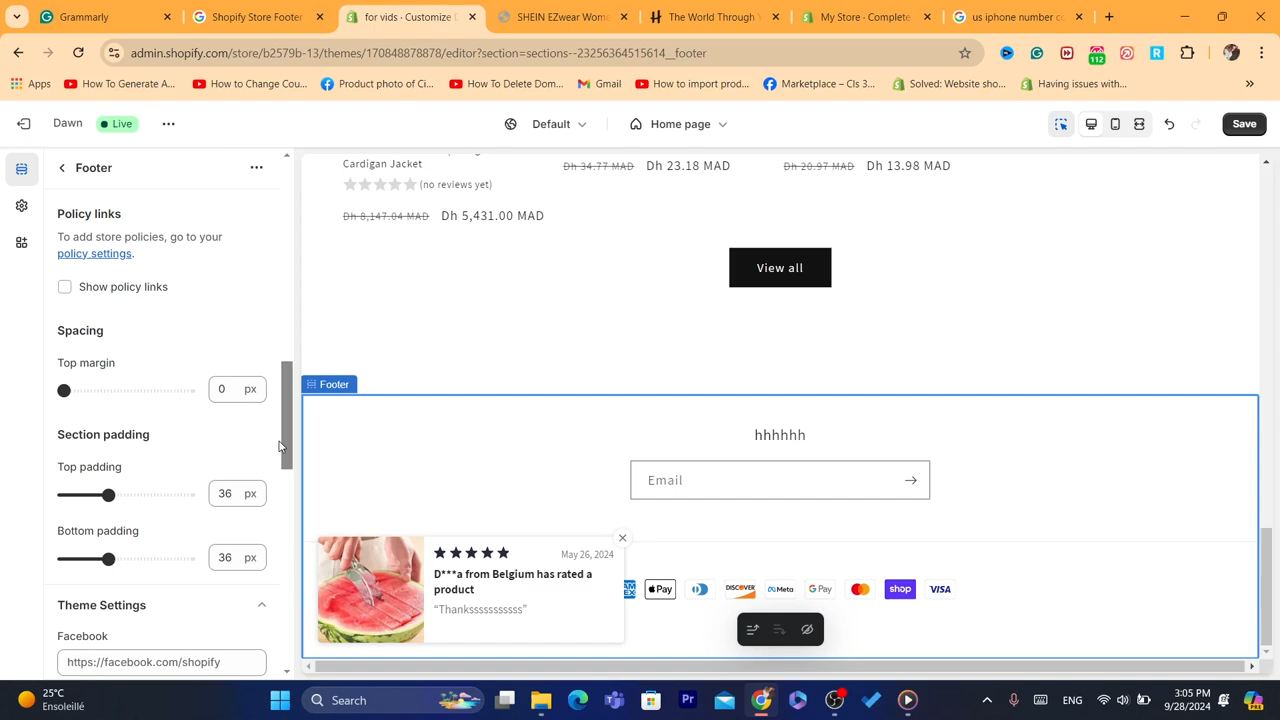 Grammarly
Shopify Store Footer
for vids · Customize D
SHEIN EZwear Wom
The World Through Y
My Store · Complete
us iphone number co
admin.shopify.com/store/b2579b-13/themes/170848878878/editor?section=sections--23256364515614__footer
112
Apps
How To Generate A...
How to Change Cou...
Product photo of Ci...
How To Delete Dom...
Gmail
How to import prod...
Marketplace – Cls 3...
Solved: Website sho...
Having issues with...
Dawn
Live
Default
Home page
Save
Footer
Cardigan Jacket
(no reviews yet)
Dh 8,147.04 MAD Dh 5,431.00 MAD
Dh 34.77 MAD Dh 23.18 MAD
Dh 20.97 MAD Dh 13.98 MAD
View all
Policy links
To add store policies, go to your
policy settings.
Show policy links
Spacing
Top margin
0 px
Section padding
Top padding
36 px
Bottom padding
36 px
Theme Settings
Facebook
https://facebook.com/shopify
Footer
hhhhhh
Email
May 26, 2024
D***a from Belgium has rated a
product
“Thanksssssssssss”
AM EX
Apple Pay
DISCOVER
Meta
G Pay
shop
VISA
25°C
Ensoleillé
Search
Pr
ENG
3:05 PM
9/28/2024